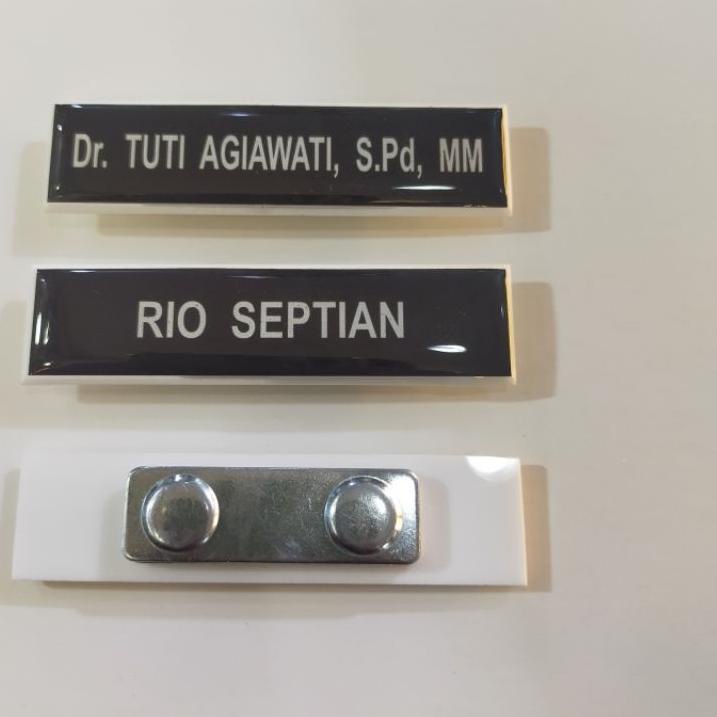 Dr. TUTI AGIAWATI, S.Pd, MM
RIO SEPTIAN